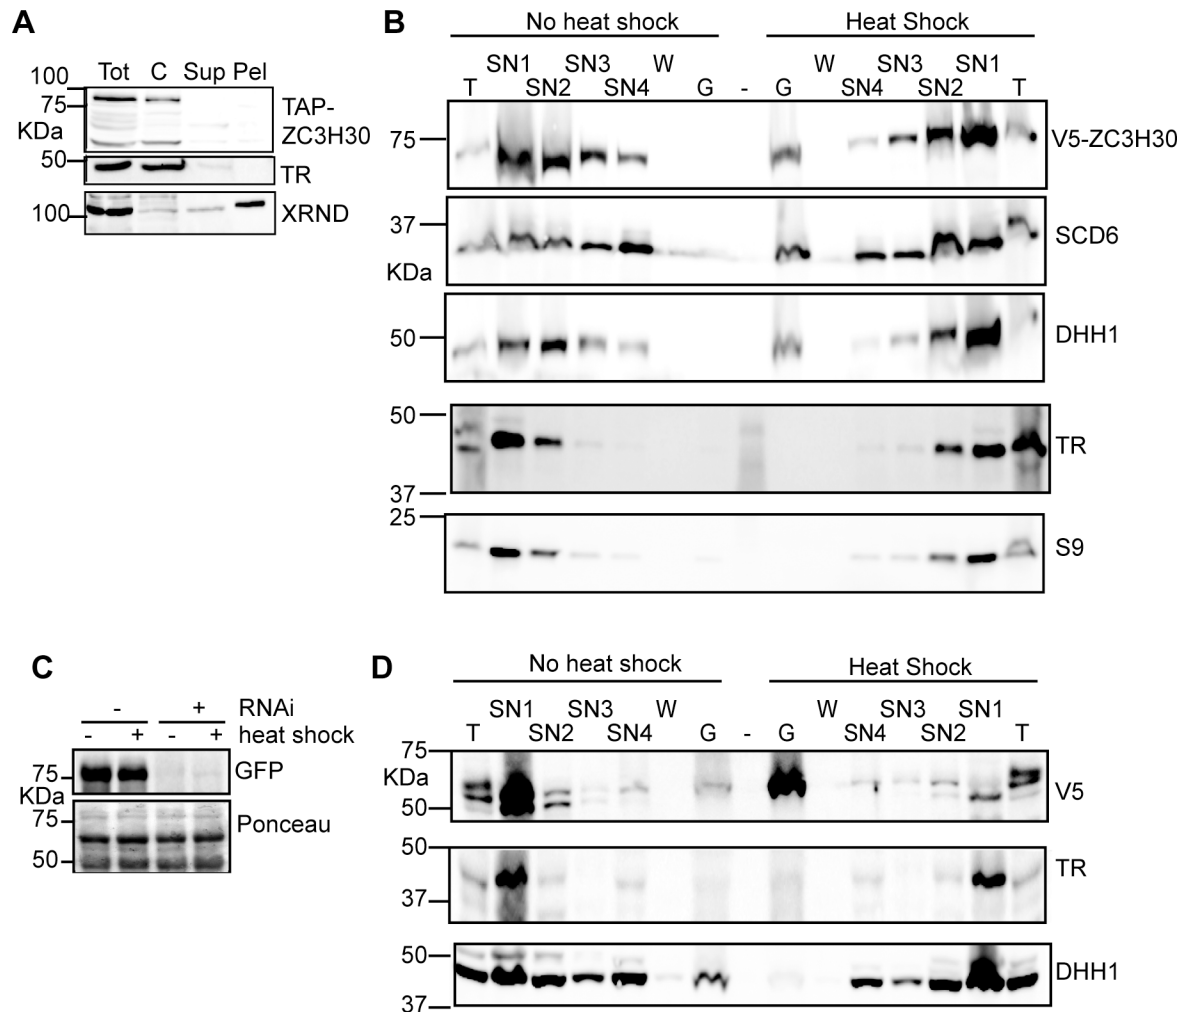 A
Tot C Sup Pel
100
75
KDa
TAP-
ZC3H30
50
TR
100
XRND
B
No heat shock Heat Shock
SN1 SN3 W W SN3 SN1
T SN2 SN4 G - G SN4 SN2 T
75
V5-ZC3H30
37
SCD6
KDa
50
DHH1
50
TR
37
25
S9
C
- + RNAi
- + - + heat shock
75
GFP
KDa
75
Ponceau
50
D
No heat shock Heat Shock
SN1 SN3 W W SN3 SN1
T SN2 SN4 G - G SN4 SN2 T
75
KDa
V5
50
50
TR
37
50
DHH1
37